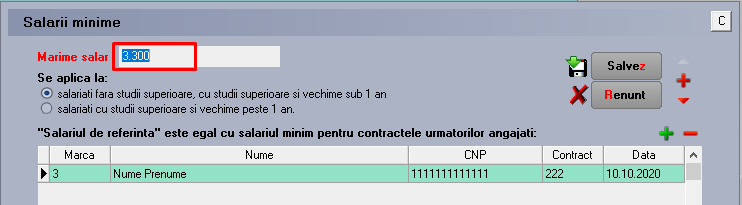 Salarii minime
C
Marime salar 3.300
Salvez
Se aplica la:
salariati fara studii superioare, cu studii superioare si vechime sub 1 an
Renunt
salariati cu studii superioare si vechime peste 1 an.
"Salariul de referinta" este egal cu salariul minim pentru contractele urmatorilor angajati:
Marca Nume CNP Contract Data
3 Nume Prenume 1111111111111 222 10.10.2020